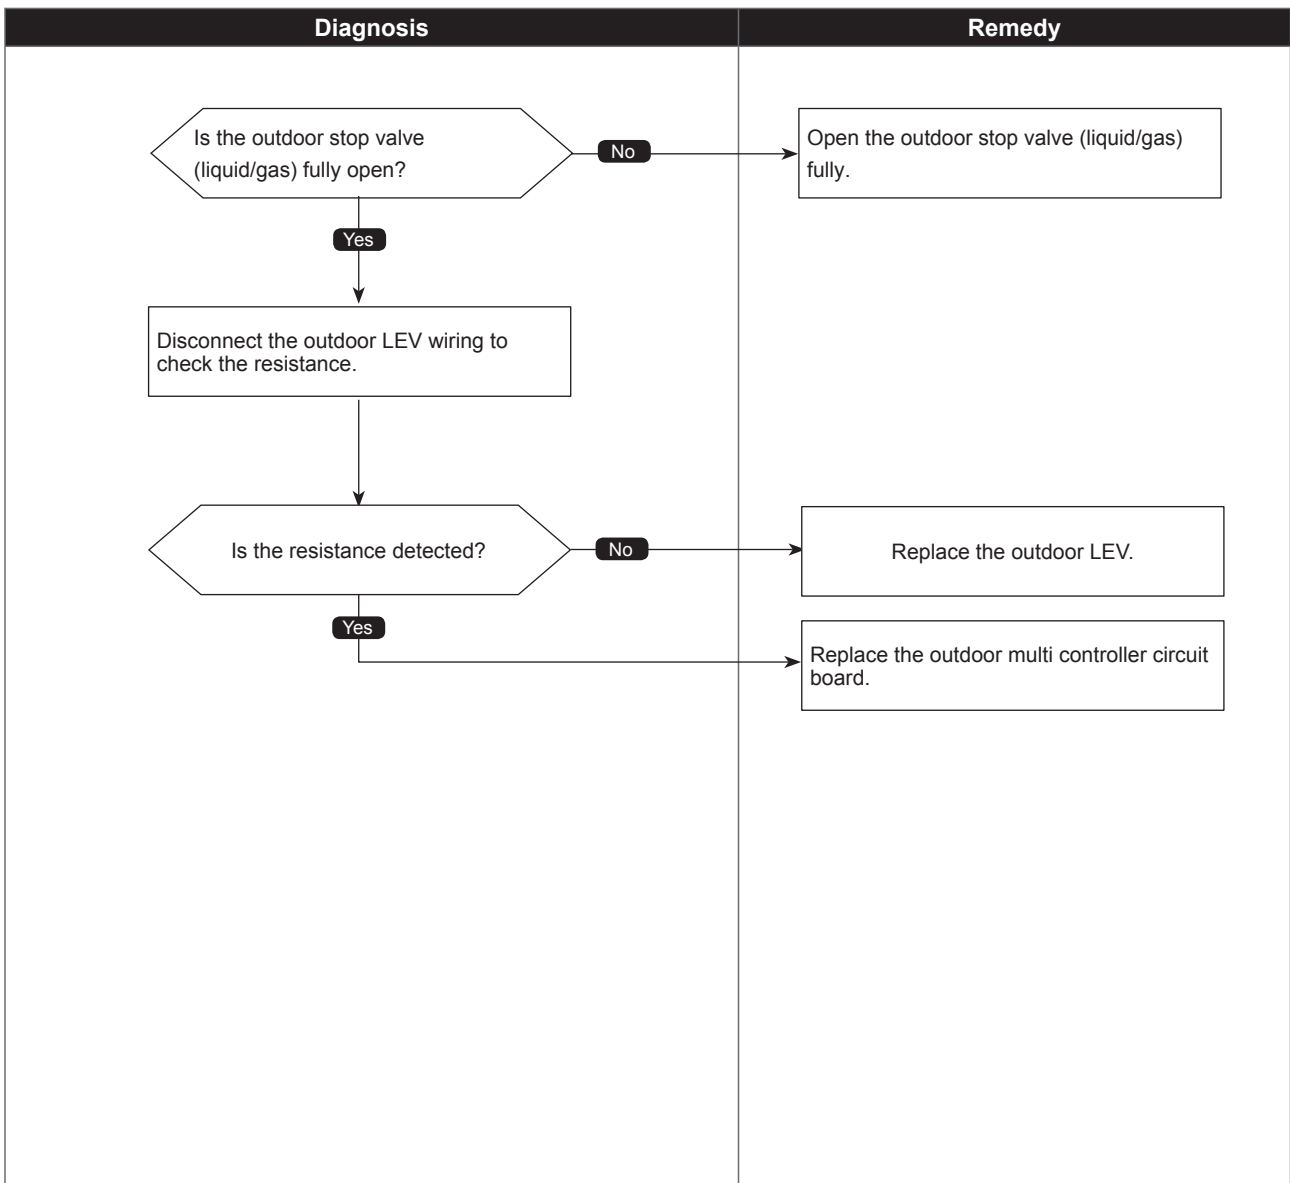 Diagnosis
Remedy
Is the outdoor stop valve
(liquid/gas) fully open?
No
Open the outdoor stop valve (liquid/gas)
fully.
Yes
Disconnect the outdoor LEV wiring to
check the resistance.
Is the resistance detected?
No
Replace the outdoor LEV.
Yes
Replace the outdoor multi controller circuit
board.